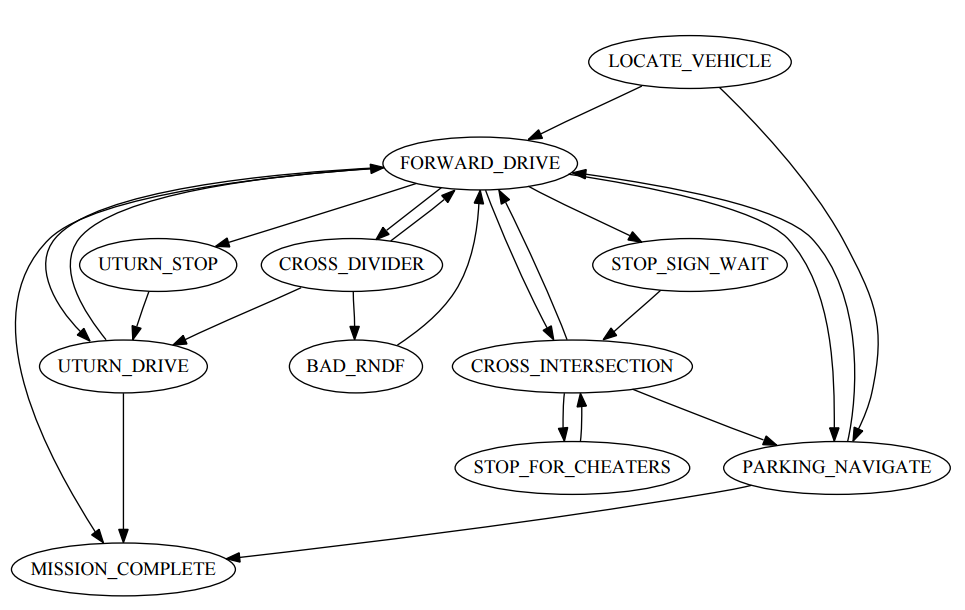 LOCATE_VEHICLE
FORWARD_DRIVE
UTURN_STOP
CROSS_DIVIDER
STOP_SIGN_WAIT
UTURN_DRIVE
BAD_RNDF
CROSS_INTERSECTION
STOP_FOR_CHEATERS
PARKING_NAVIGATE
MISSION_COMPLETE